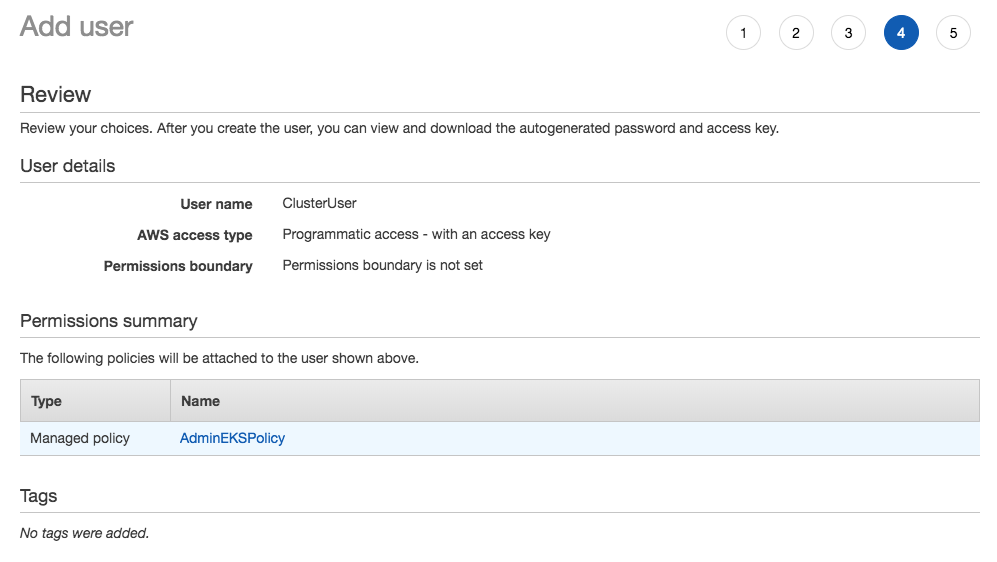 Add user
1 2 3 4 5
Review
Review your choices. After you create the user, you can view and download the autogenerated password and access key.
User details
User name ClusterUser
AWS access type Programmatic access - with an access key
Permissions boundary Permissions boundary is not set
Permissions summary
The following policies will be attached to the user shown above.
Type Name
Managed policy AdminEKSPolicy
Tags
No tags were added.